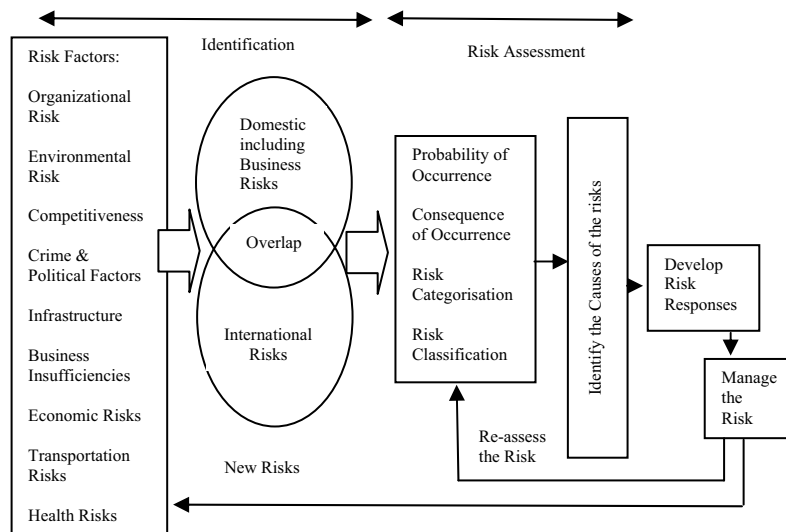 Identification
Risk Assessment
Risk Factors:
Organizational
Risk
Environmental
Risk
Competitiveness
Crime &
Political Factors
Infrastructure
Business
Insufficiencies
Economic Risks
Transportation
Risks
Health Risks
Domestic
including
Business
Risks
Overlap
International
Risks
New Risks
Probability of
Occurrence
Consequence
of Occurrence
Risk
Categorisation
Risk
Classification
Identify the Causes of the risks
Develop
Risk
Responses
Manage
the
Risk
Re-assess
the Risk